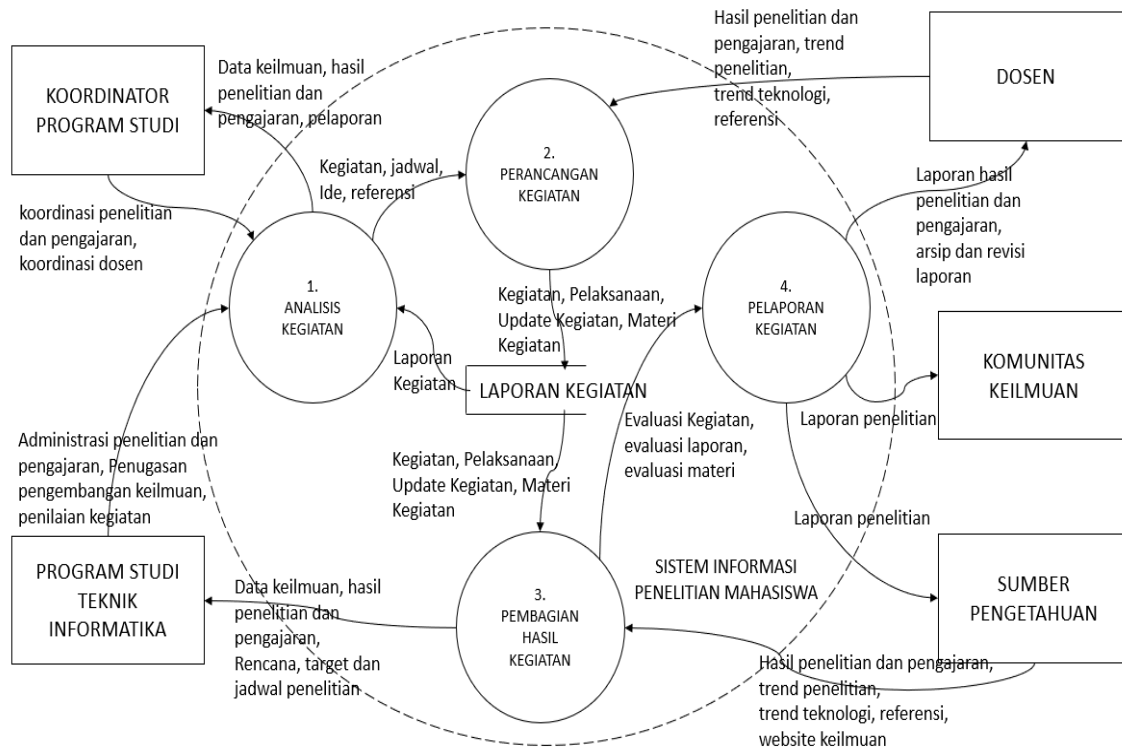 KOORDINATOR
PROGRAM STUDI
Data keilmuan, hasil
penelitian dan
pengajaran, pelaporan
Hasil penelitian dan
pengajaran, trend
penelitian,
trend teknologi,
referensi
DOSEN
Kegiatan, jadwal,
Ide, referensi
2.
PERANCANGAN
KEGIATAN
koordinasi penelitian
dan pengajaran,
koordinasi dosen
Laporan hasil
penelitian dan
pengajaran,
arsip dan revisi
laporan
1.
ANALISIS
KEGIATAN
Kegiatan, Pelaksanaan,
Update Kegiatan, Materi
Kegiatan
4.
PELAPORAN
KEGIATAN
Laporan
Kegiatan
LAPORAN KEGIATAN
KOMUNITAS
KEILMUAN
Laporan penelitian
Evaluasi Kegiatan,
evaluasi laporan,
evaluasi materi
Administrasi penelitian dan
pengajaran, Penugasan
pengembangan keilmuan,
penilaian kegiatan
Kegiatan, Pelaksanaan,
Update Kegiatan, Materi
Kegiatan
Laporan penelitian
PROGRAM STUDI
TEKNIK
INFORMATIKA
Data keilmuan, hasil
penelitian dan
pengajaran,
Rencana, target dan
jadwal penelitian
3.
PEMBAGIAN
HASIL
KEGIATAN
SISTEM INFORMASI
PENELITIAN MAHASISWA
SUMBER
PENGETAHUAN
Hasil penelitian dan pengajaran,
trend penelitian,
trend teknologi, referensi,
website keilmuan